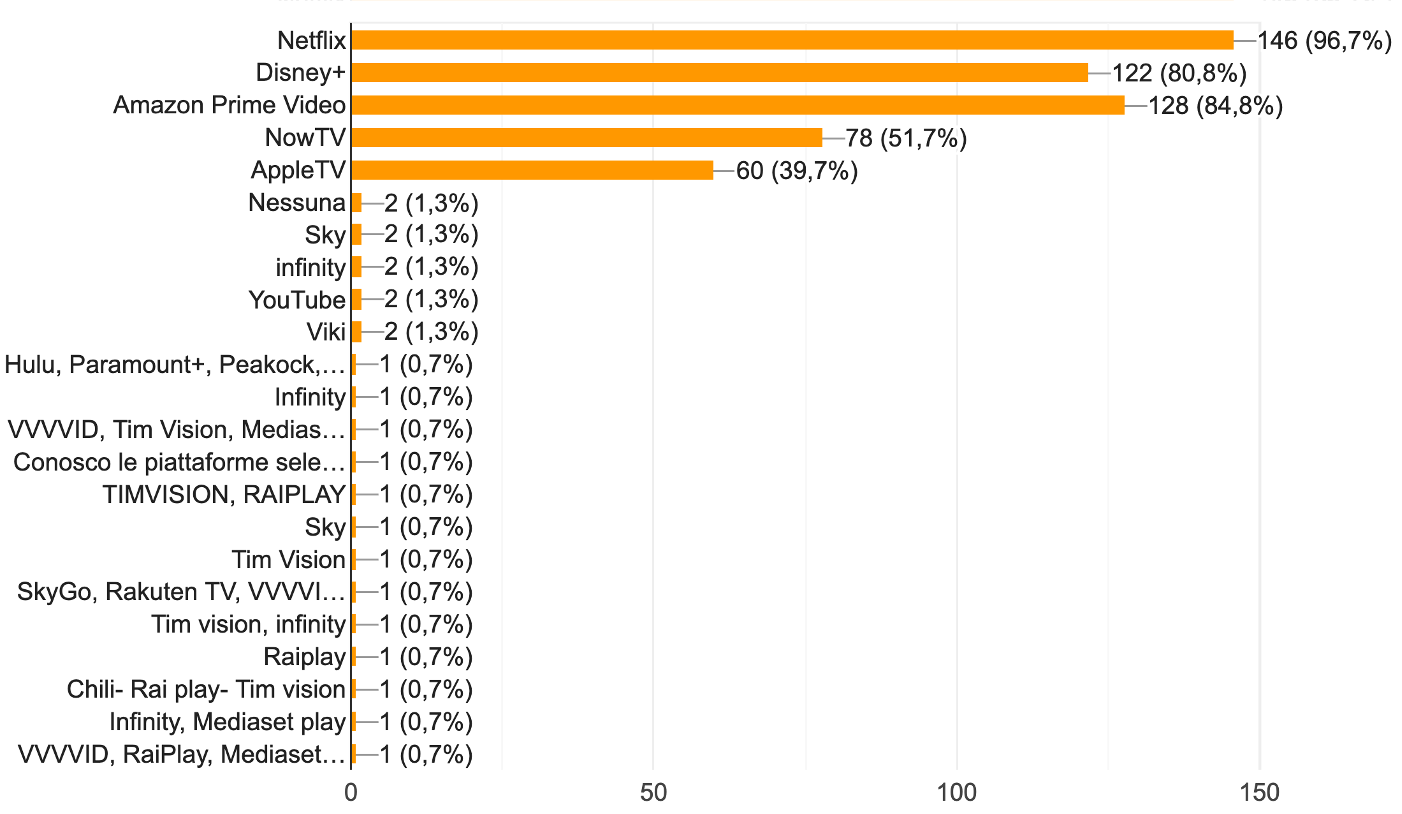 Netflix 146 (96,7%)
Disney+ 122 (80,8%)
Amazon Prime Video 128 (84,8%)
NowTV 78 (51,7%)
AppleTV 60 (39,7%)
Nessuna 2 (1,3%)
Sky 2 (1,3%)
infinity 2 (1,3%)
YouTube 2 (1,3%)
Viki 2 (1,3%)
Hulu, Paramount+, Peakock,… 1 (0,7%)
Infinity 1 (0,7%)
VVVVID, Tim Vision, Medias… 1 (0,7%)
Conosco le piattaforme sele… 1 (0,7%)
TIMVISION, RAIPLAY 1 (0,7%)
Sky 1 (0,7%)
Tim Vision 1 (0,7%)
SkyGo, Rakuten TV, VVVVI… 1 (0,7%)
Tim vision, infinity 1 (0,7%)
Raiplay 1 (0,7%)
Chili- Rai play- Tim vision 1 (0,7%)
Infinity, Mediaset play 1 (0,7%)
VVVVID, RaiPlay, Mediaset… 1 (0,7%)
0 50 100 150